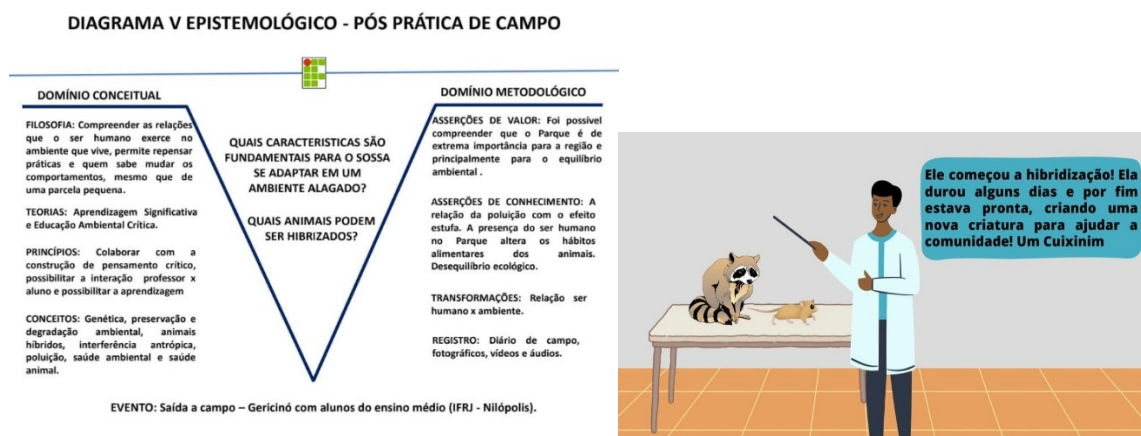 DIAGRAMA V EPISTEMOLÓGICO - PÓS PRÁTICA DE CAMPO
DOMÍNIO CONCEITUAL
FILOSOFIA: Compreender as relações
que o ser humano exerce no
ambiente que vive, permite repensar
práticas e quem sabe mudar os
comportamentos, mesmo que de
uma parcela pequena.
TEORIAS: Aprendizagem Significativa
e Educação Ambiental Crítica.
PRINCÍPIOS: Colaborar com a
construção de pensamento crítico,
possibilitar a interação professor x
aluno e possibilitar a aprendizagem
CONCEITOS: Genética, preservação e
degradação ambiental, animais
híbridos, interferência antrópica,
poluição, saúde ambiental e saúde
animal.
QUAIS CARACTERISTICAS SÃO
FUNDAMENTAIS PARA O SOSSA
SE ADAPTAR EM UM
AMBIENTE ALAGADO?
QUAIS ANIMAIS PODEM
SER HIBRIZADOS?
DOMÍNIO METODOLÓGICO
ASSERÇÕES DE VALOR: Foi possível
compreender que o Parque é de
extrema importância para a região e
principalmente para o equilíbrio
ambiental .
ASSERÇÕES DE CONHECIMENTO: A
relação da poluição com o efeito
estufa. A presença do ser humano
no Parque altera os hábitos
alimentares dos animais.
Desequilíbrio ecológico.
TRANSFORMAÇÕES: Relação ser
humano x ambiente.
REGISTRO: Diário de campo,
fotográficos, vídeos e áudios.
EVENTO: Saída a campo – Gericinó com alunos do ensino médio (IFRJ - Nilópolis).
Ele começou a hibridização! Ela
durou alguns dias e por fim
estava pronta, criando uma
nova criatura para ajudar a
comunidade! Um Cuixinim